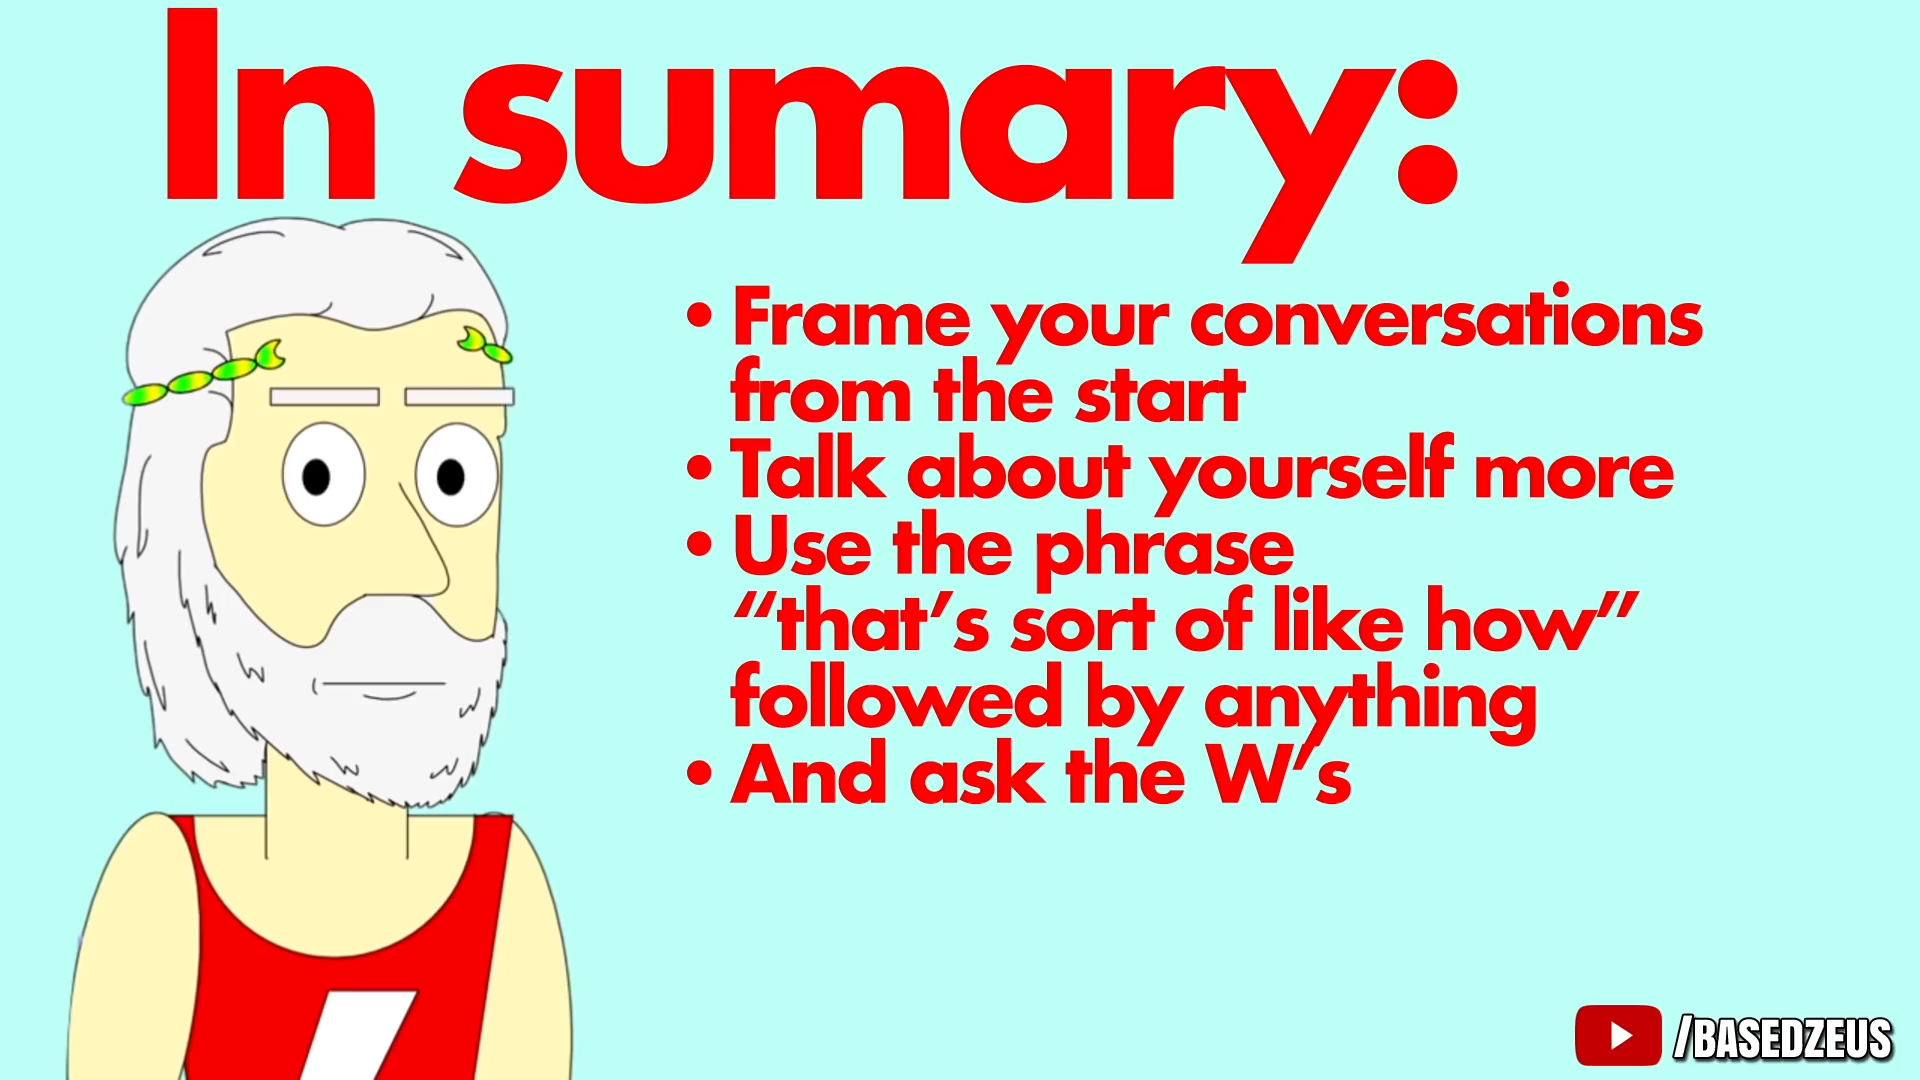 In sumary:
• Frame your conversations
from the start
• Talk about yourself more
• Use the phrase
“that’s sort of like how”
followed by anything
• And ask the W’s
/BASEDZEUS